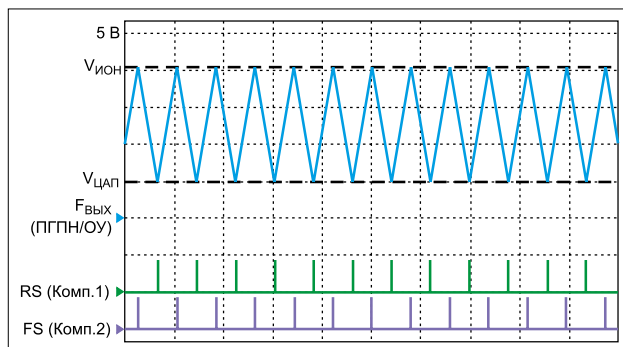 5 В
VИОН
VЦАП
FВЫХ
(ПГПН/ОУ)
RS (Комп.1)
FS (Комп.2)